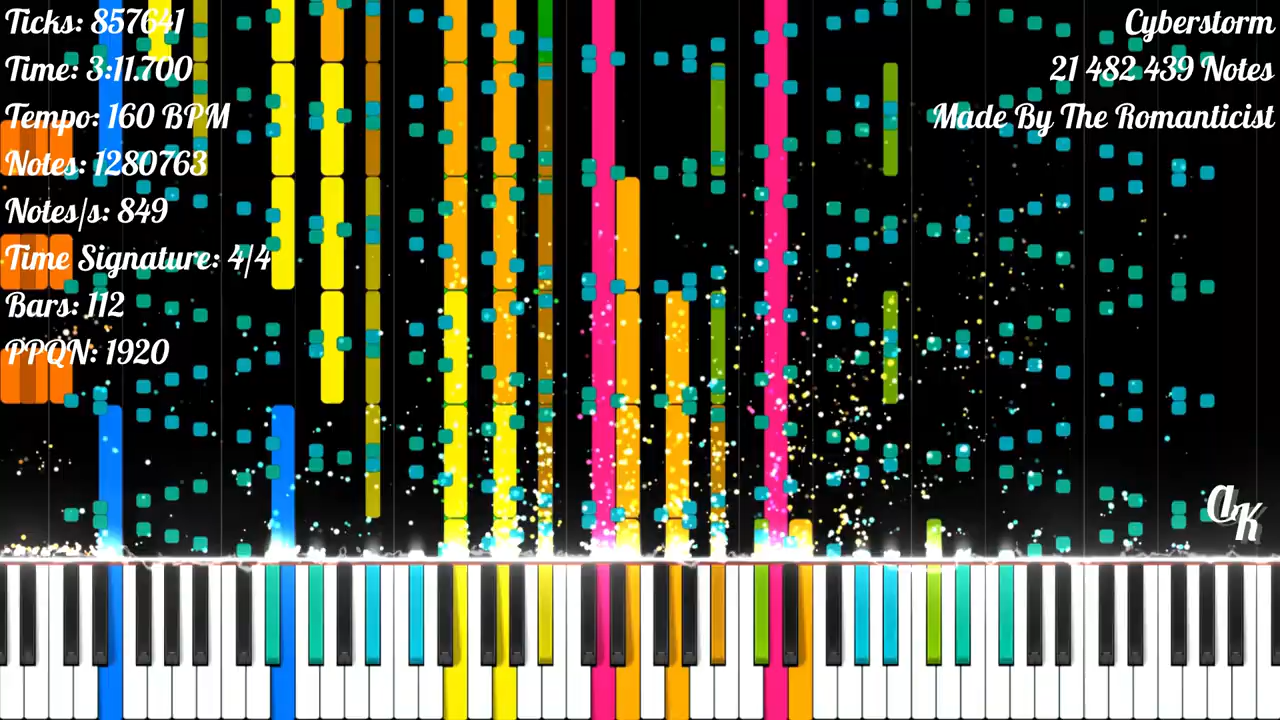 Ticks: 857641
Time: 3:11.700
Tempo: 160 BPM
Notes: 1280763
Notes/s: 849
Time Signature: 4/4
Bars: 112
PPQN: 1920
Cyberstorm
21 482 439 Notes
Made By The Romanticist
aK